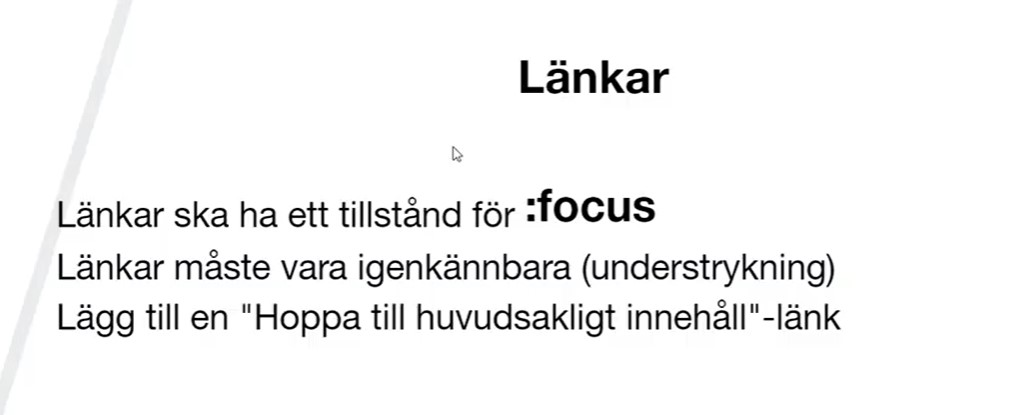 Länkar
Länkar ska ha ett tillstånd för :focus
Länkar måste vara igenkännbara (understrykning)
Lägg till en "Hoppa till huvudsakligt innehåll"-länk